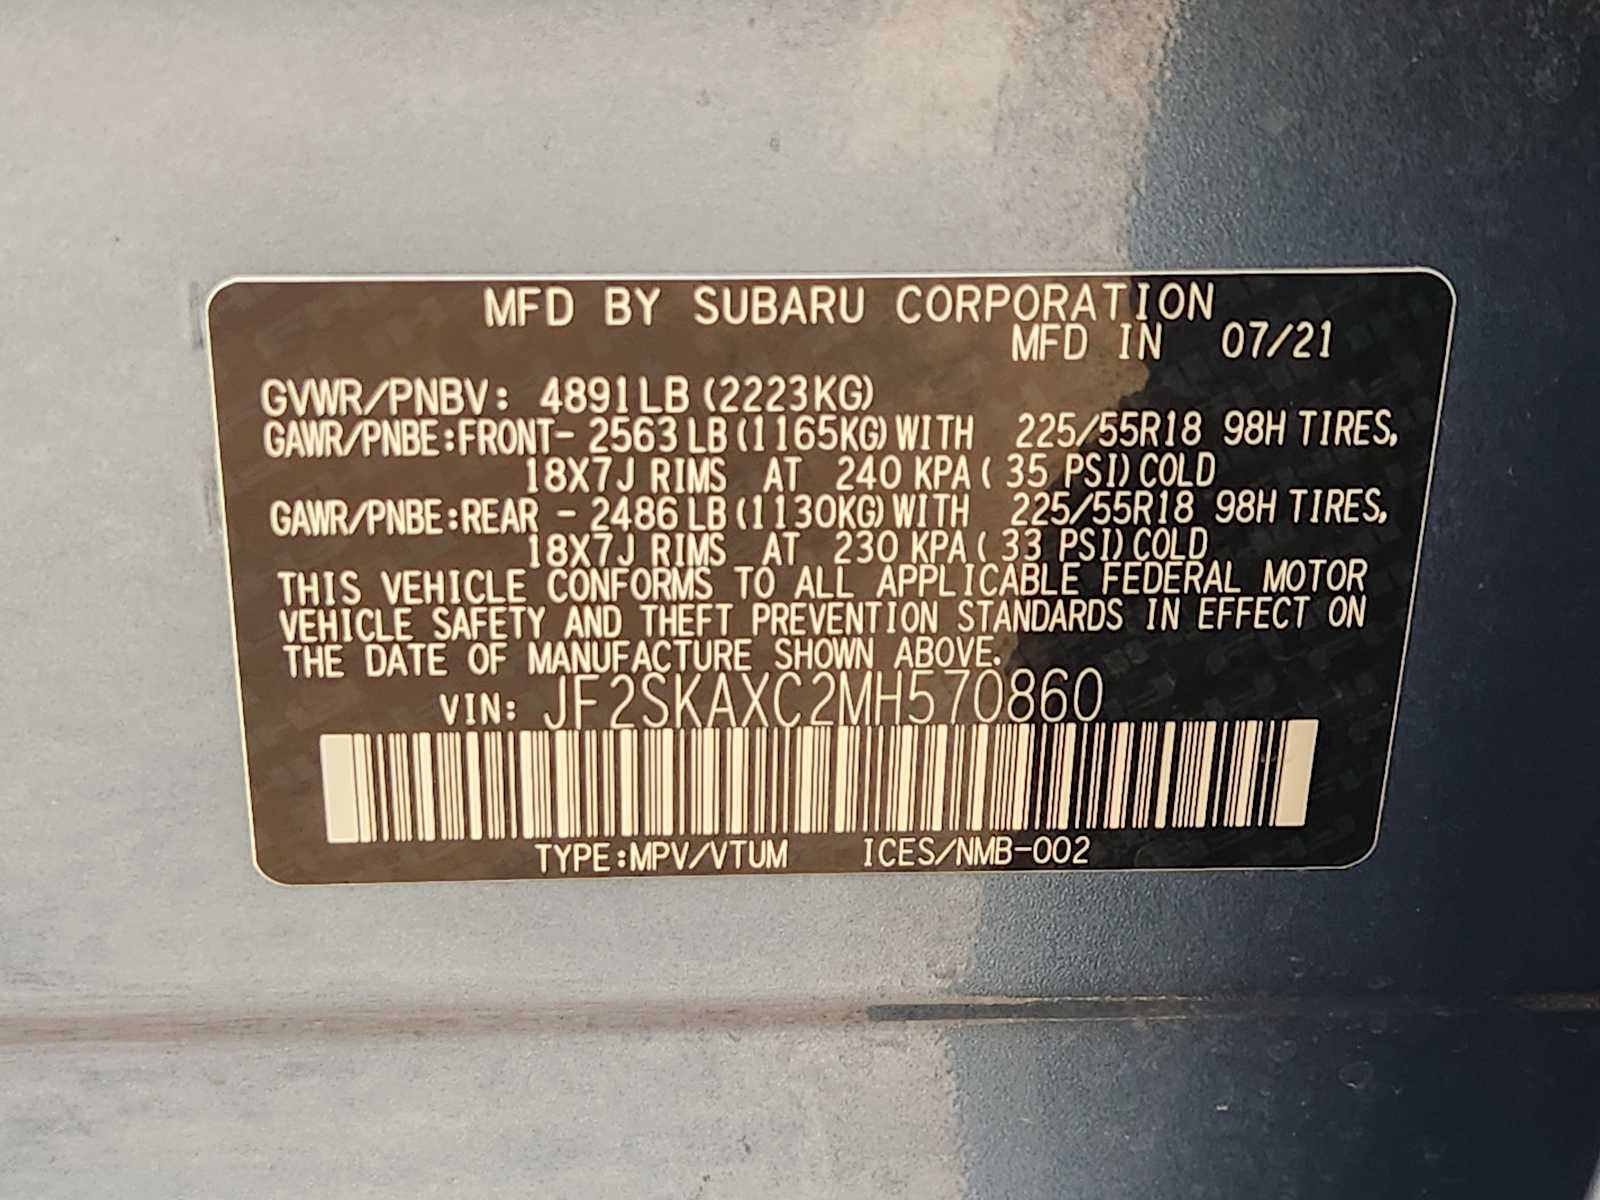 MFD BY SUBARU CORPORATION
MFD IN 07/21
GVWR/PNBV: 4891LB (2223KG)
GAWR/PNBE:FRONT- 2563LB(1165KG)WITH 225/55R18 98H TIRES,
18X7J RIMS AT 240 KPA( 35 PSI)COLD
GAWR/PNBE:REAR - 2486LB(1130KG)WITH 225/55R18 98H TIRES,
18X7J RIMS AT 230 KPA( 33 PSI)COLD
THIS VEHICLE CONFORMS TO ALL APPLICABLE FEDERAL MOTOR
VEHICLE SAFETY AND THEFT PREVENTION STANDARDS IN EFFECT ON
THE DATE OF MANUFACTURE SHOWN ABOVE.
VIN: JF2SKAXC2MH570860
TYPE:MPV/VTUM ICES/NMB-002